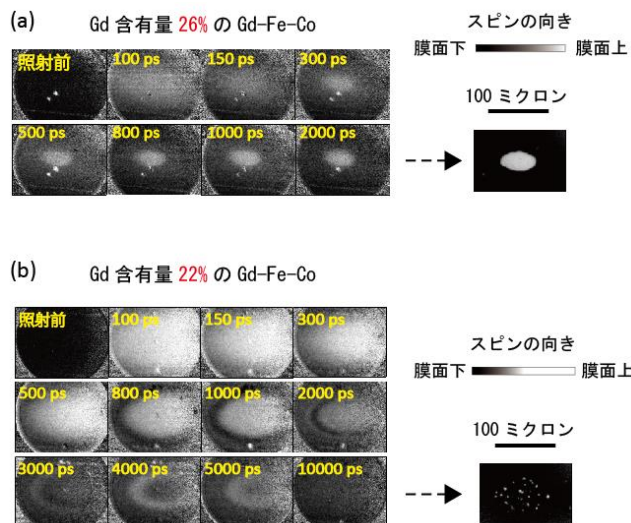 (a) Gd 含有量 26% の Gd-Fe-Co
スピンの向き
膜面下 膜面上
照射前 100 ps 150 ps 300 ps
100 ミクロン
500 ps 800 ps 1000 ps 2000 ps
(b) Gd 含有量 22% の Gd-Fe-Co
照射前 100 ps 150 ps 300 ps
スピンの向き
膜面下 膜面上
500 ps 800 ps 1000 ps 2000 ps
100 ミクロン
3000 ps 4000 ps 5000 ps 10000 ps